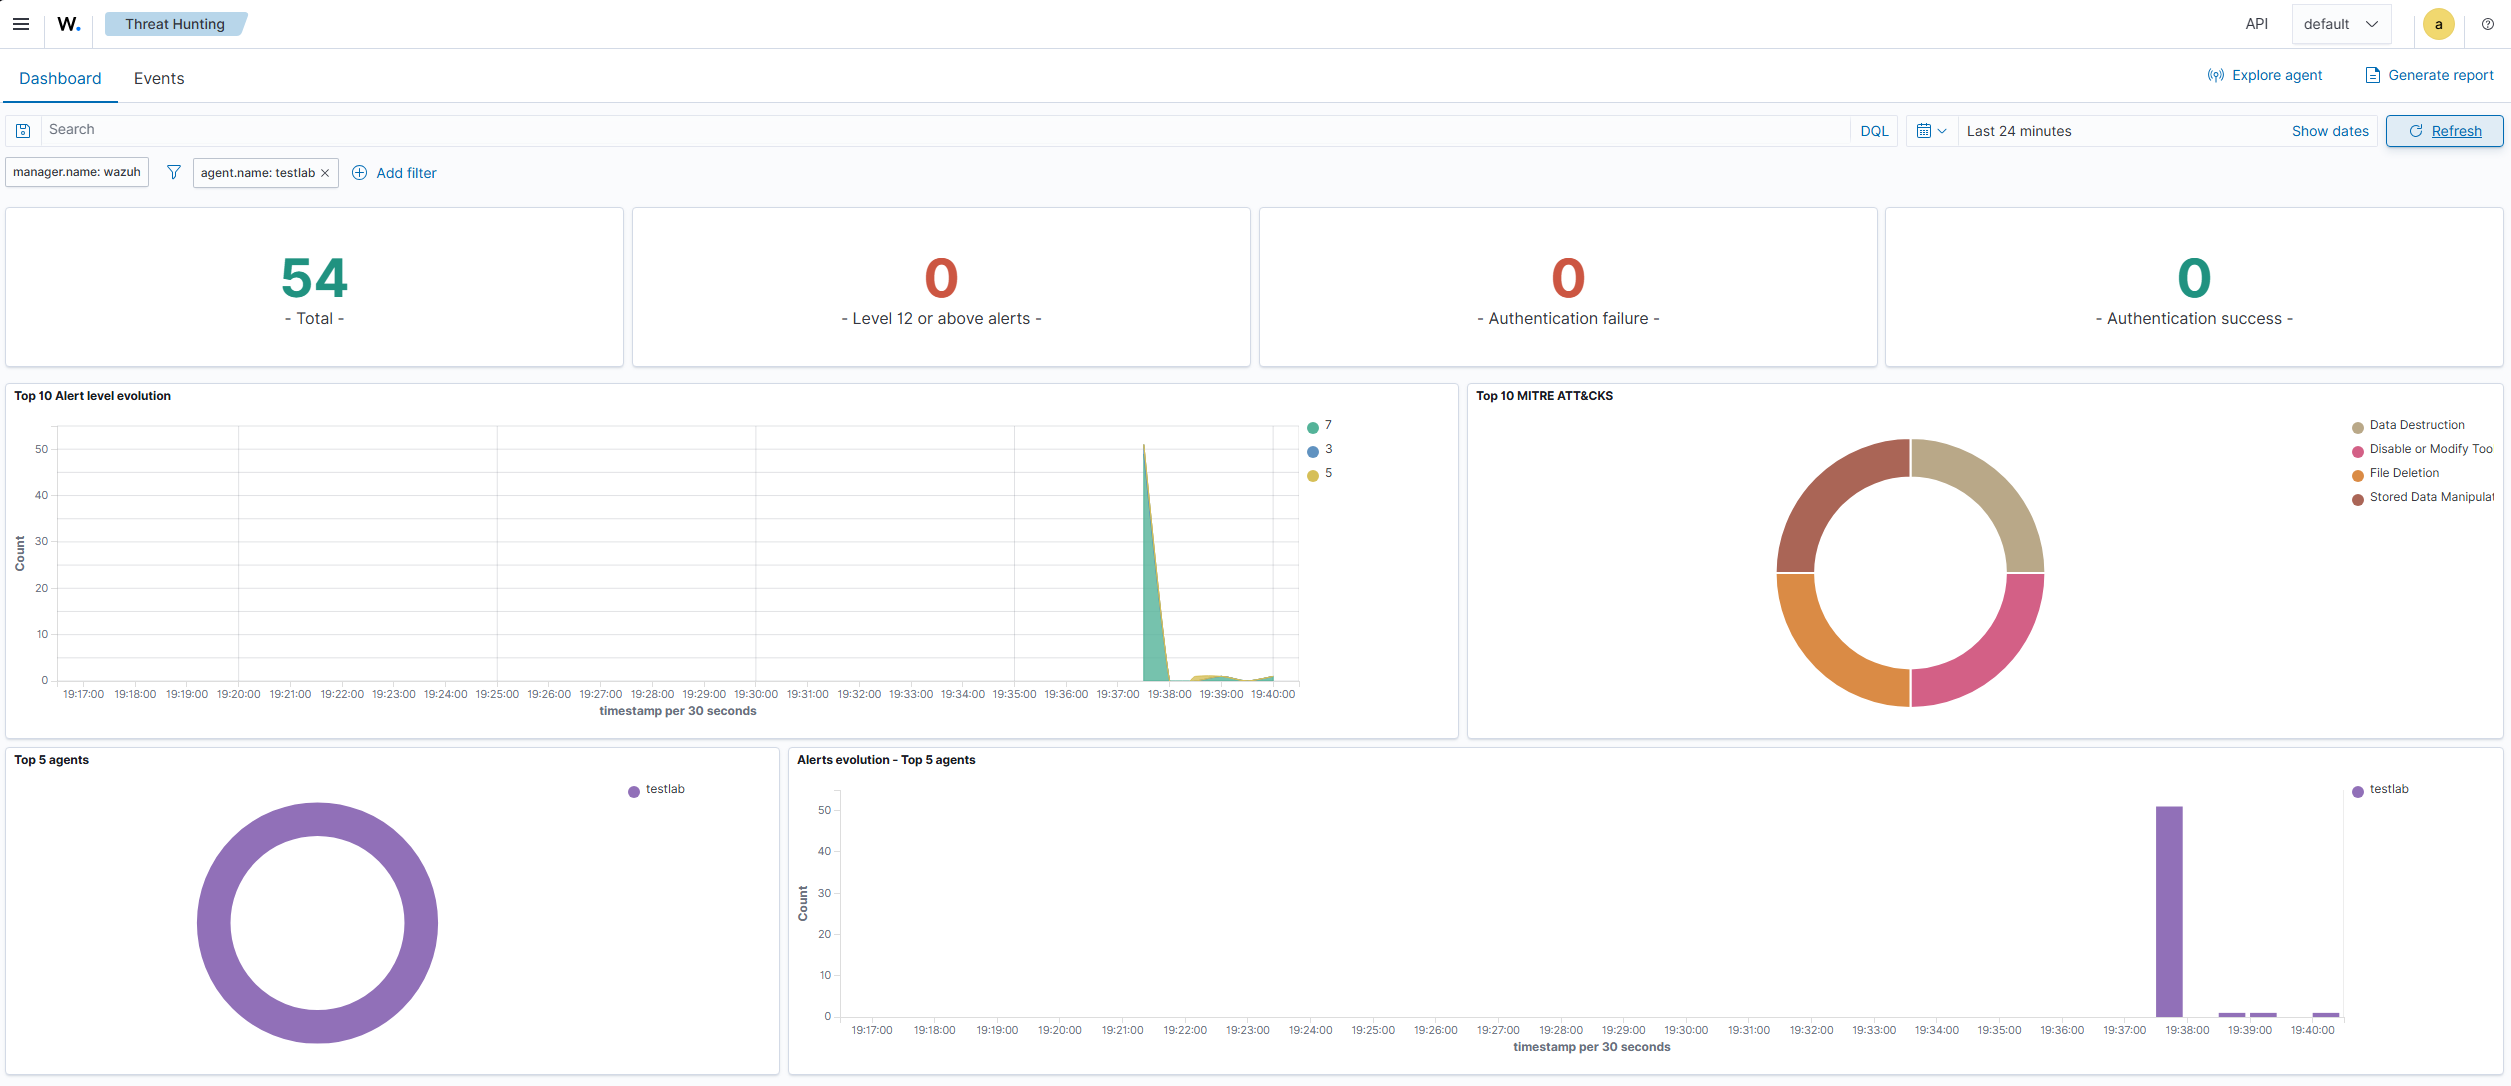 W. Threat Hunting API default a
Dashboard Events Explore agent Generate report
Search DQL Last 24 minutes Show dates Refresh
manager.name: wazuh agent.name: testlab Add filter
54
- Total -
0
- Level 12 or above alerts -
0
- Authentication failure -
0
- Authentication success -
Top 10 Alert level evolution
7
3
5
Count
50
40
30
20
10
0
19:17:00 19:18:00 19:19:00 19:20:00 19:21:00 19:22:00 19:23:00 19:24:00 19:25:00 19:26:00 19:27:00 19:28:00 19:29:00 19:30:00 19:31:00 19:32:00 19:33:00 19:34:00 19:35:00 19:36:00 19:37:00 19:38:00 19:39:00 19:40:00
timestamp per 30 seconds
Top 10 MITRE ATT&CKS
Data Destruction
Disable or Modify Too
File Deletion
Stored Data Manipulat
Top 5 agents
testlab
Alerts evolution - Top 5 agents
testlab
Count
50
40
30
20
10
0
19:17:00 19:18:00 19:19:00 19:20:00 19:21:00 19:22:00 19:23:00 19:24:00 19:25:00 19:26:00 19:27:00 19:28:00 19:29:00 19:30:00 19:31:00 19:32:00 19:33:00 19:34:00 19:35:00 19:36:00 19:37:00 19:38:00 19:39:00 19:40:00
timestamp per 30 seconds